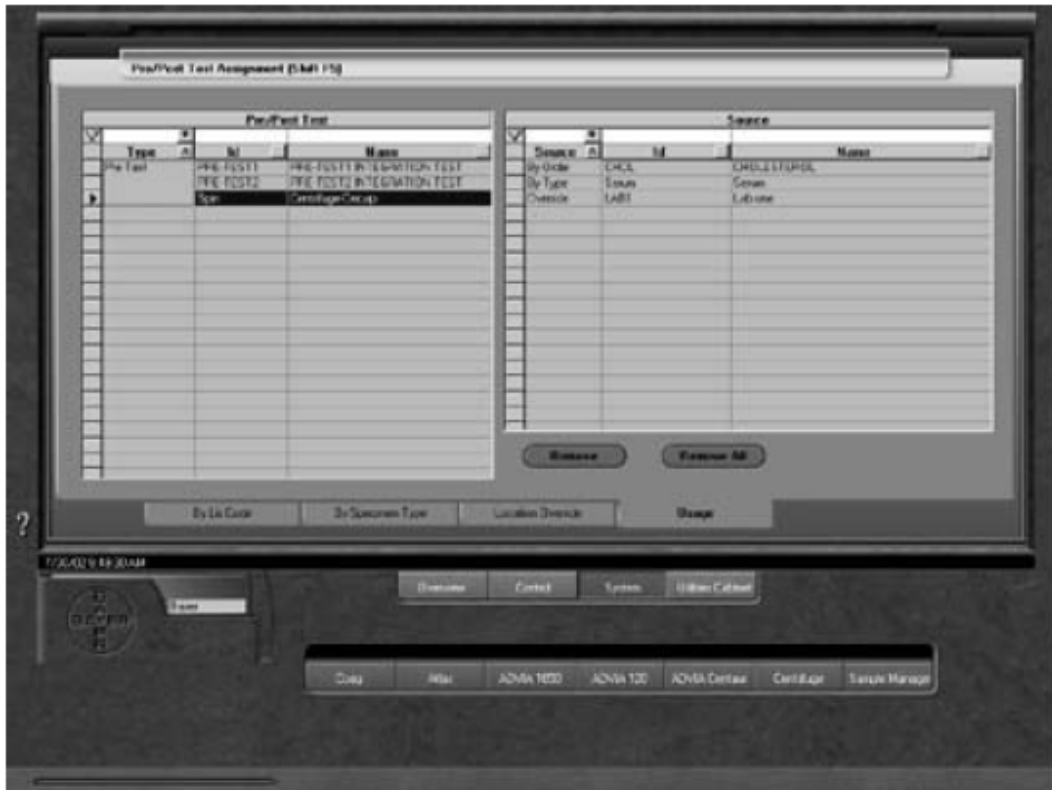 Pre/Post Test Assignment (Shift F5)
Pre/Post Test
Source
Type Id Name
Source Id Name
Pre Test PRE-TEST1 PRE-TEST1 INTEGRATION TEST
By Order CHOL CHOLESTEROL
PRE-TEST2 PRE-TEST2 INTEGRATION TEST
By Type Serum Serum
Spin Centrifuge-Decap
Override LAB1 Lab one
Remove Remove All
By Lis Code By Specimen Type Location Override Usage
?
Overview Control System Utilities Cabinet
BAYER
Coag Atlas ADVIA 1650 ADVIA 120 ADVIA Centaur Centrifuge Sample Manager